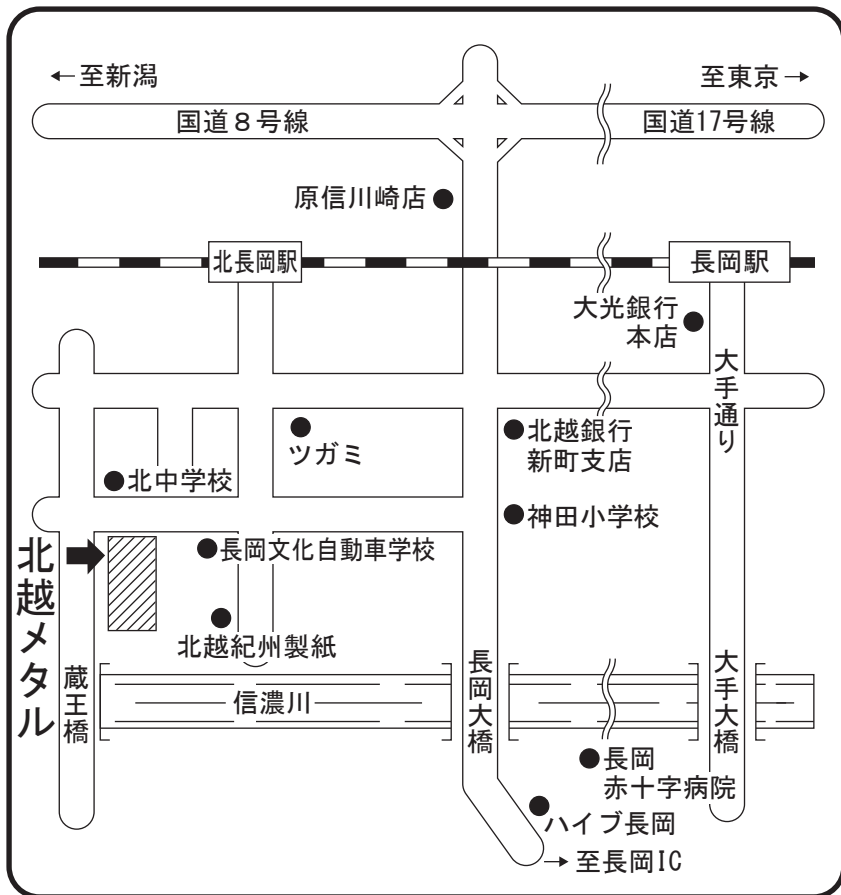 ←至新潟
至東京→
国道８号線
国道17号線
原信川崎店
北長岡駅
長岡駅
大光銀行
本店
大手通り
ツガミ
北越銀行
新町支店
北中学校
神田小学校
北越メタル
長岡文化自動車学校
北越紀州製紙
蔵王橋
信濃川
長岡大橋
大手大橋
長岡
赤十字病院
ハイブ長岡
→至長岡IC